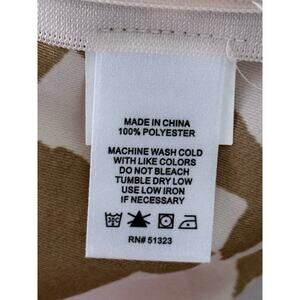 MADE IN CHINA
100% POLYESTER
MACHINE WASH COLD
WITH LIKE COLORS
DO NOT BLEACH
TUMBLE DRY LOW
USE LOW IRON
IF NECESSARY
RN# 51323